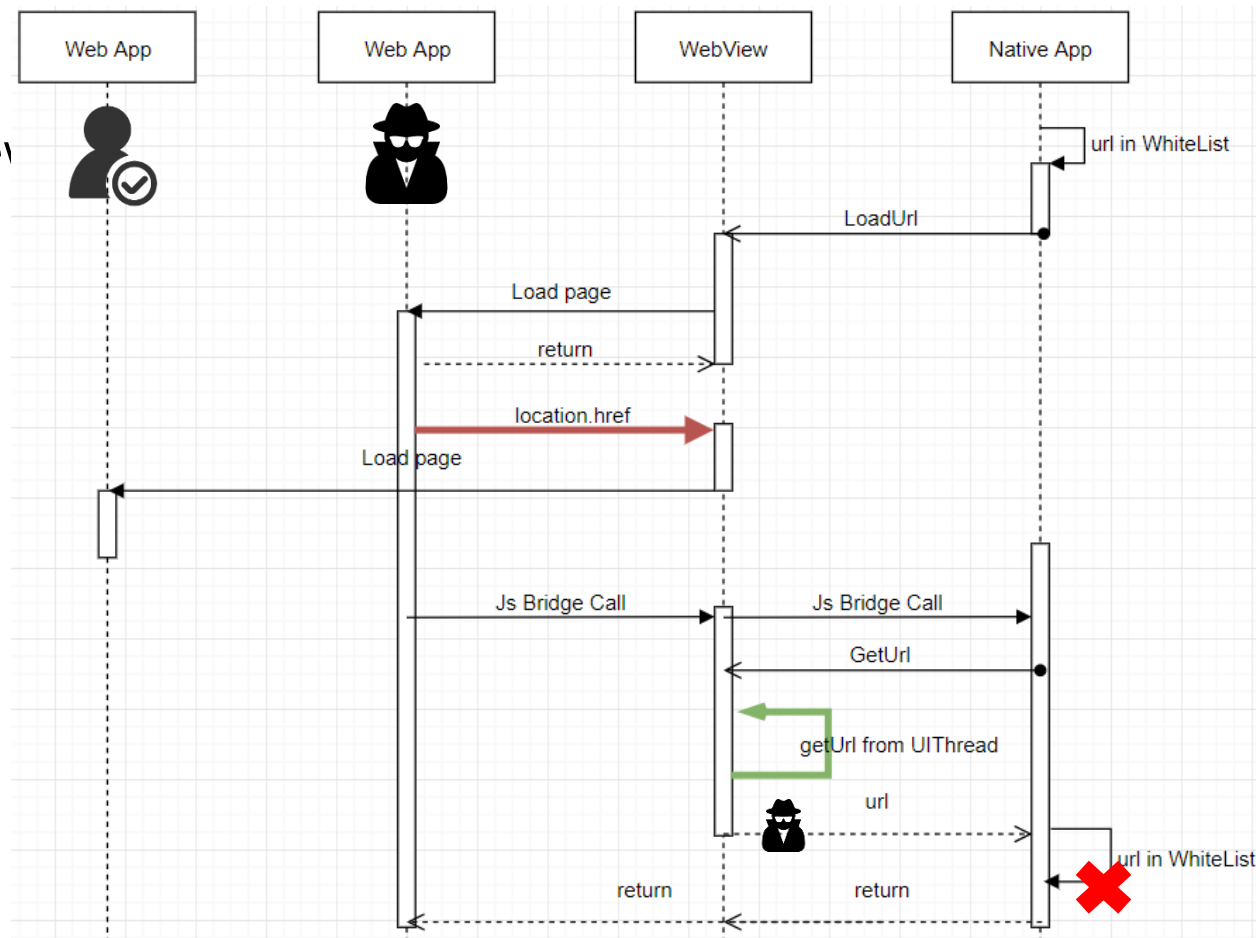 Web App
Web App
WebView
Native App
url in WhiteList
LoadUrl
Load page
return
location.href
Load page
Js Bridge Call
Js Bridge Call
GetUrl
getUrl from UIThread
url
url in WhiteList
return
return